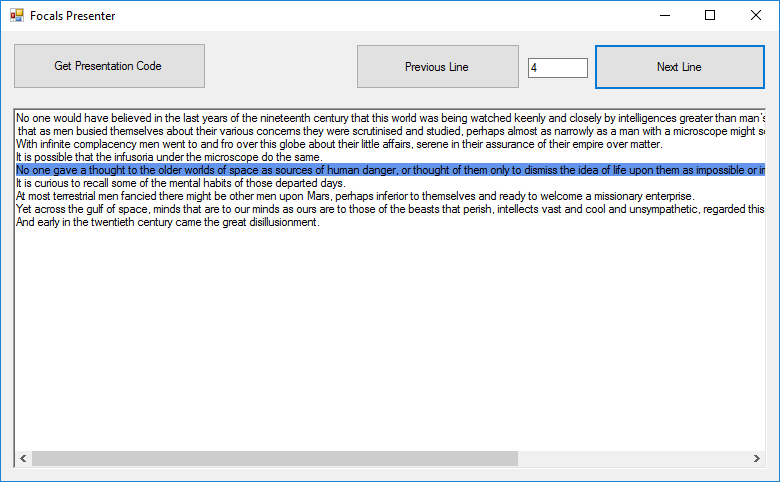 Focals Presenter
Get Presentation Code
Previous Line
4
Next Line
No one would have believed in the last years of the nineteenth century that this world was being watched keenly and closely by intelligences greater than man's
that as men busied themselves about their various concerns they were scrutinised and studied, perhaps almost as narrowly as a man with a microscope might
With infinite complacency men went to and fro over this globe about their little affairs, serene in their assurance of their empire over matter.
It is possible that the infusoria under the microscope do the same.
No one gave a thought to the older worlds of space as sources of human danger, or thought of them only to dismiss the idea of life upon them as impossible or
It is curious to recall some of the mental habits of those departed days.
At most terrestrial men fancied there might be other men upon Mars, perhaps inferior to themselves and ready to welcome a missionary enterprise.
Yet across the gulf of space, minds that are to our minds as ours are to those of the beasts that perish, intellects vast and cool and unsympathetic, regarded this
And early in the twentieth century came the great disillusionment.